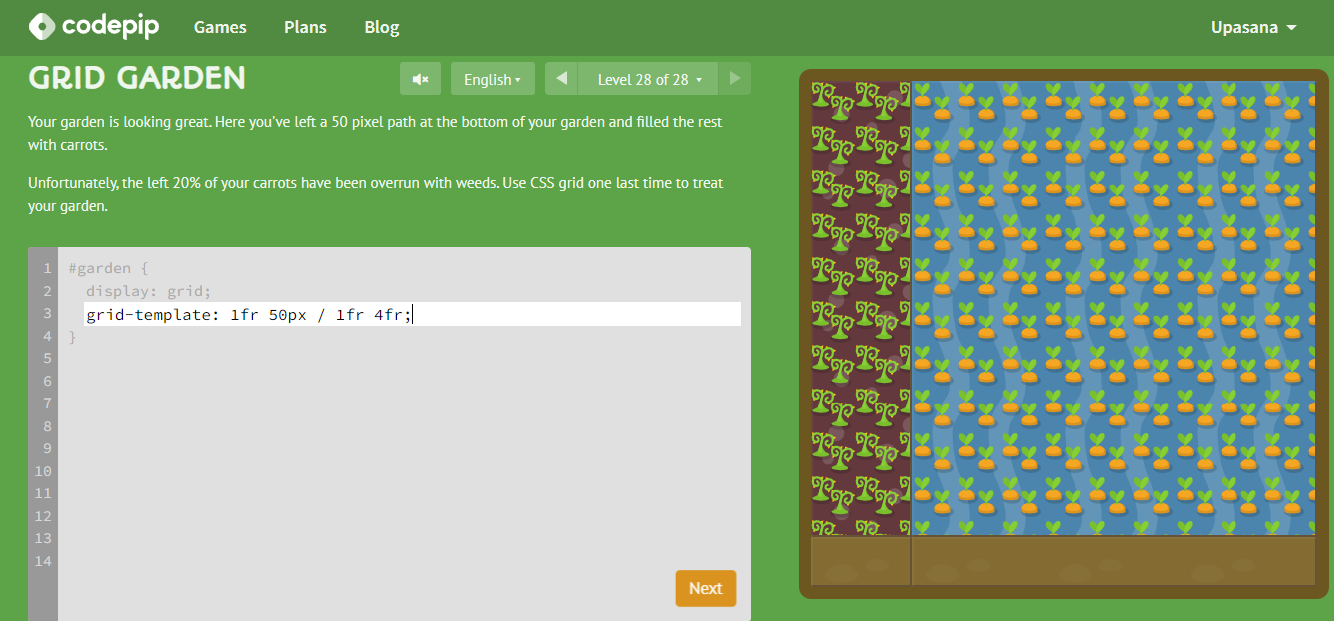 codepip Games Plans Blog Upasana
GRID GARDEN English Level 28 of 28
Your garden is looking great. Here you've left a 50 pixel path at the bottom of your garden and filled the rest
with carrots.
Unfortunately, the left 20% of your carrots have been overrun with weeds. Use CSS grid one last time to treat
your garden.
1 #garden {
2 display: grid;
3 grid-template: 1fr 50px / 1fr 4fr;
4 }
5
6
7
8
9
10
11
12
13
14
Next